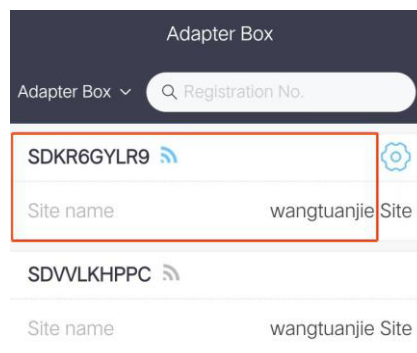 Adapter Box
Adapter Box Registration No.
SDKR6GYLR9
Site name wangtuanjie Site
SDVVLKHPPC
Site name wangtuanjie Site